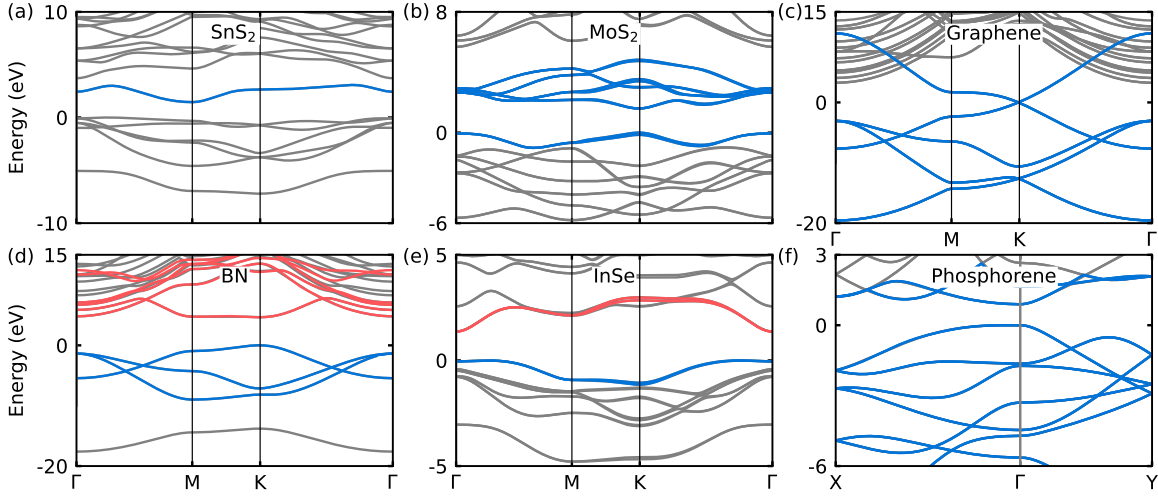 (a)
SnS₂
Energy (eV)
10
0
-10
(b)
MoS₂
8
0
-6
(c)
Graphene
15
0
-20
Γ M K Γ
(d)
BN
Energy (eV)
15
0
-20
Γ M K Γ
(e)
InSe
5
0
-5
Γ M K Γ
(f)
Phosphorene
3
0
-6
X Γ Y